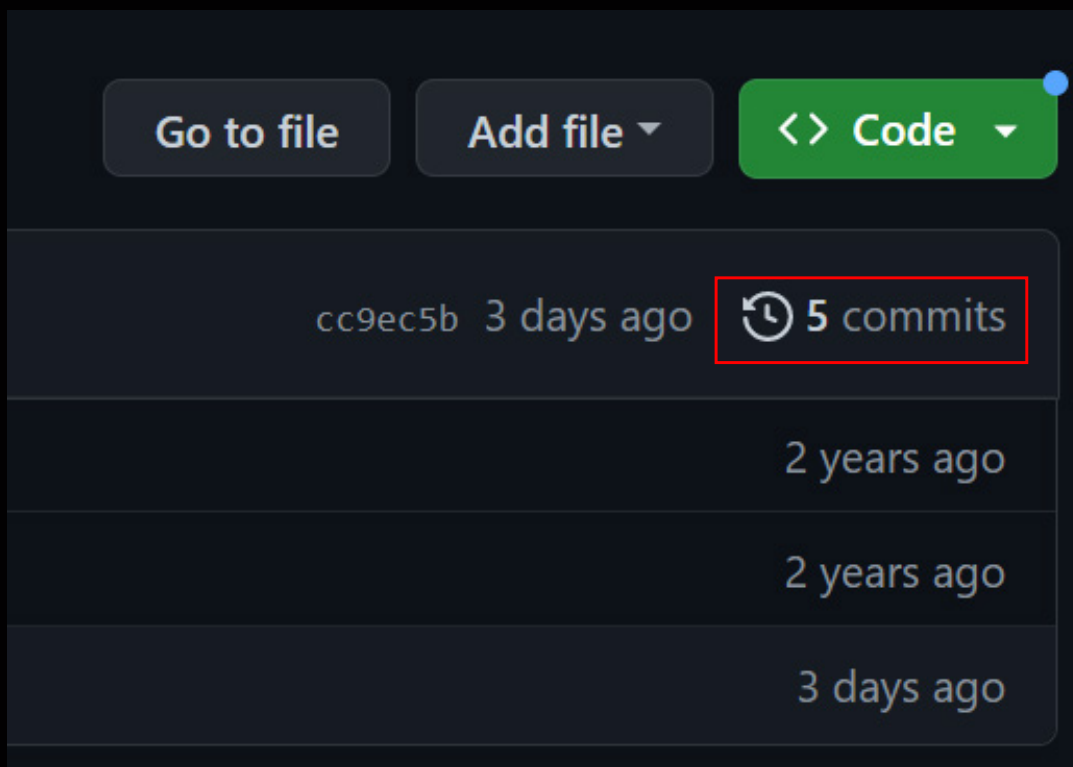 Go to file Add file <> Code
cc9ec5b 3 days ago 5 commits
2 years ago
2 years ago
3 days ago